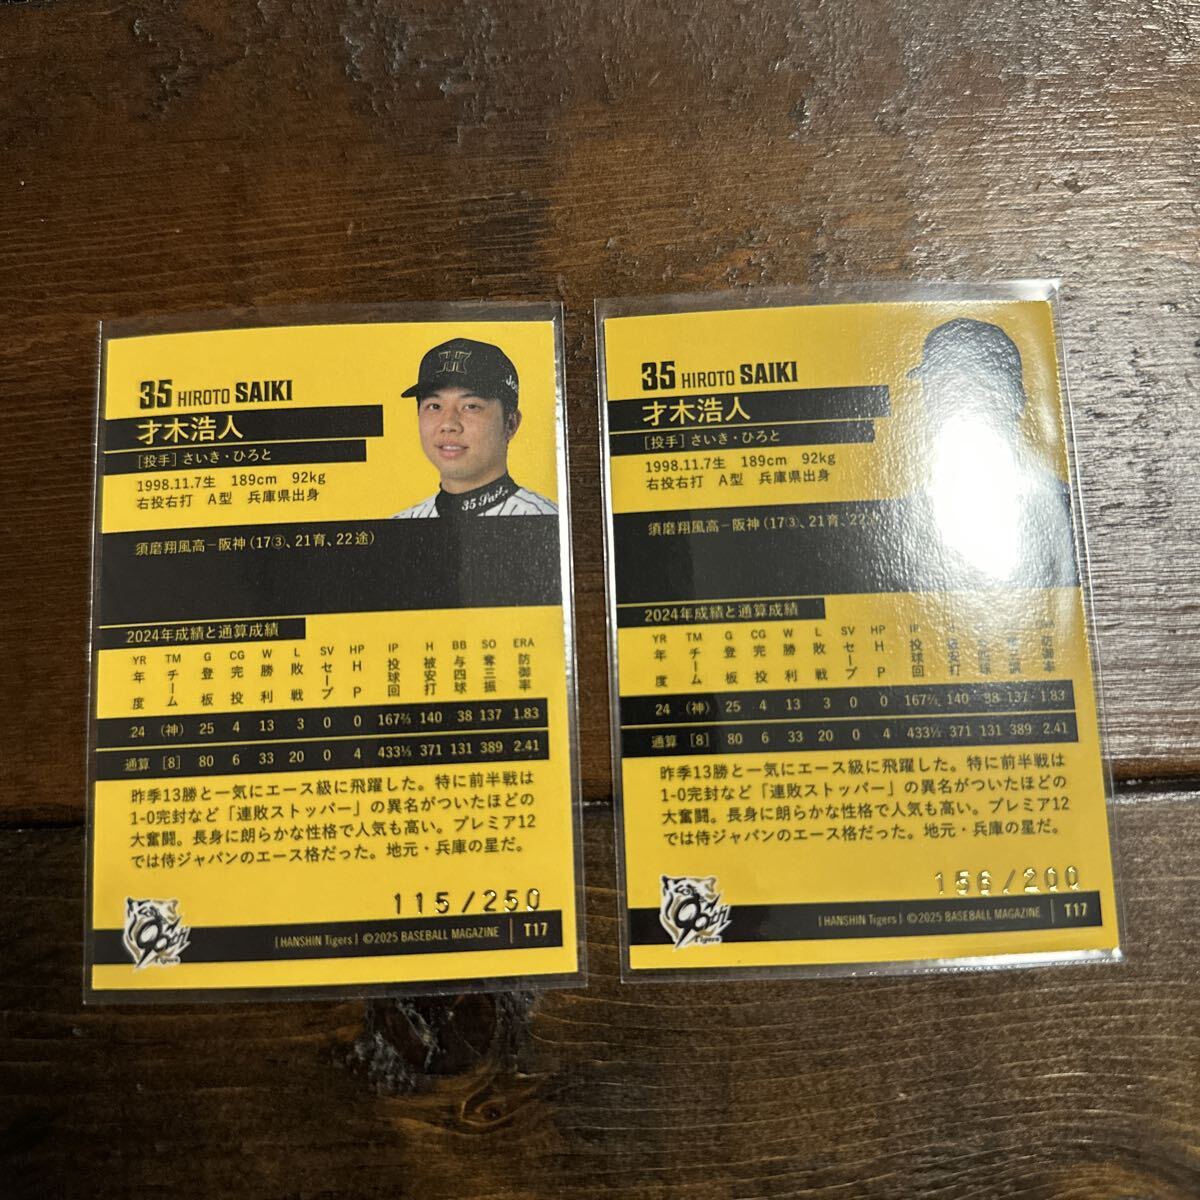 35 HIROTO SAIKI
才木浩人
[投手] さいき・ひろと
1998.11.7生 189cm 92kg
右投右打 A型 兵庫県出身
須磨翔風高－阪神(17③、21育、22途)
2024年成績と通算成績
YR TM G CG W L SV HP IP H BB SO ERA
年度 チーム 登板 完投 勝利 敗戦 セーブ HP 投球回 被安打 与四球 奪三振 防御率
24 (神) 25 4 13 3 0 0 167⅔ 140 38 137 1.83
通算 [8] 80 6 33 20 0 4 433⅓ 371 131 389 2.41
昨季13勝と一気にエース級に飛躍した。特に前半戦は
1-0完封など「連敗ストッパー」の異名がついたほどの
大奮闘。長身に朗らかな性格で人気も高い。プレミア12
では侍ジャパンのエース格だった。地元・兵庫の星だ。
115/250
90th
Tigers
[HANSHIN Tigers] ©2025 BASEBALL MAGAZINE T17
35 Saiki
35 HIROTO SAIKI
才木浩人
[投手] さいき・ひろと
1998.11.7生 189cm 92kg
右投右打 A型 兵庫県出身
須磨翔風高－阪神(17③、21育、22
2024年成績と通算成績
YR TM G CG W L SV HP IP
年度 チーム 登板 完投 勝利 敗戦 セーブ HP 投球回 防御率
24 (神) 25 4 13 3 0 0 167⅔ 140 38 137 1.83
通算 [8] 80 6 33 20 0 4 433⅓ 371 131 389 2.41
昨季13勝と一気にエース級に飛躍した。特に前半戦は
1-0完封など「連敗ストッパー」の異名がついたほどの
大奮闘。長身に朗らかな性格で人気も高い。プレミア12
では侍ジャパンのエース格だった。地元・兵庫の星だ。
156/200
90th
Tigers
[HANSHIN Tigers] ©2025 BASEBALL MAGAZINE T17